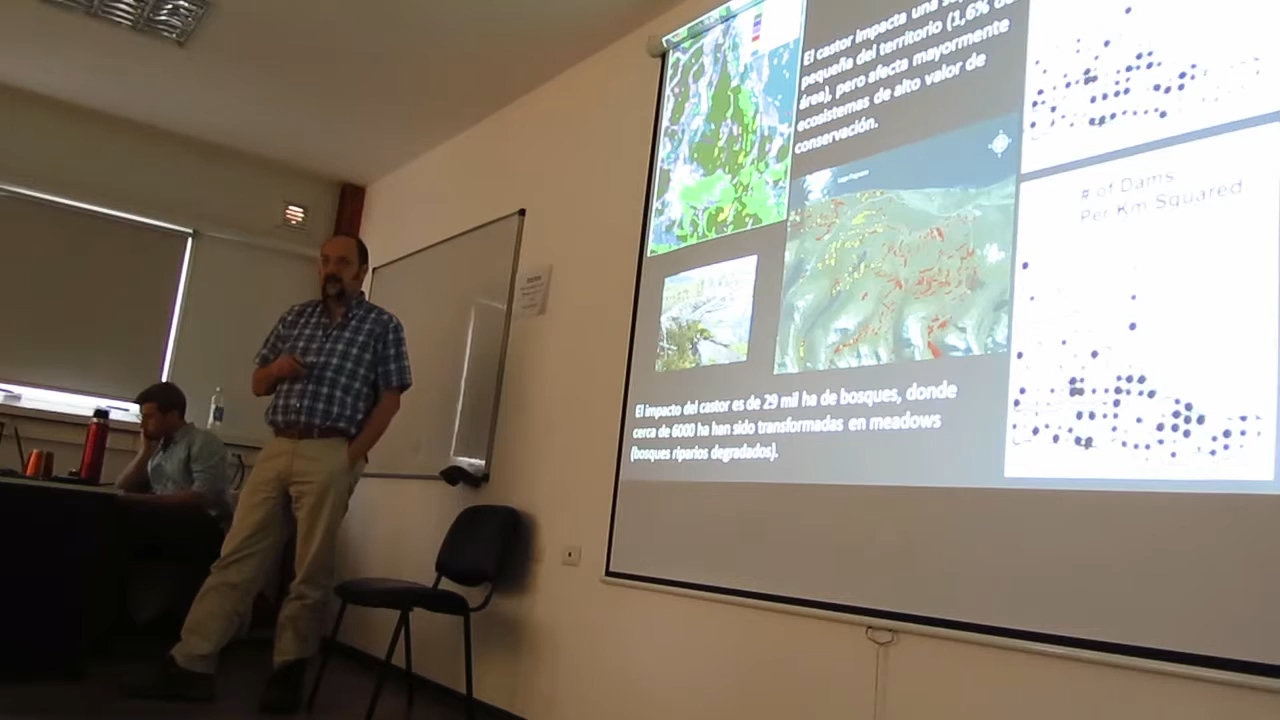 El castor impacta una
pequeña del territorio (1,6%
área), pero afecta mayormente
ecosistemas de alto valor de
conservación.
# of Dams
Per Km Squared
El impacto del castor es de 29 mil ha de bosques, donde
cerca de 6000 ha han sido transformadas en meadows
(bosques riparios degradados).